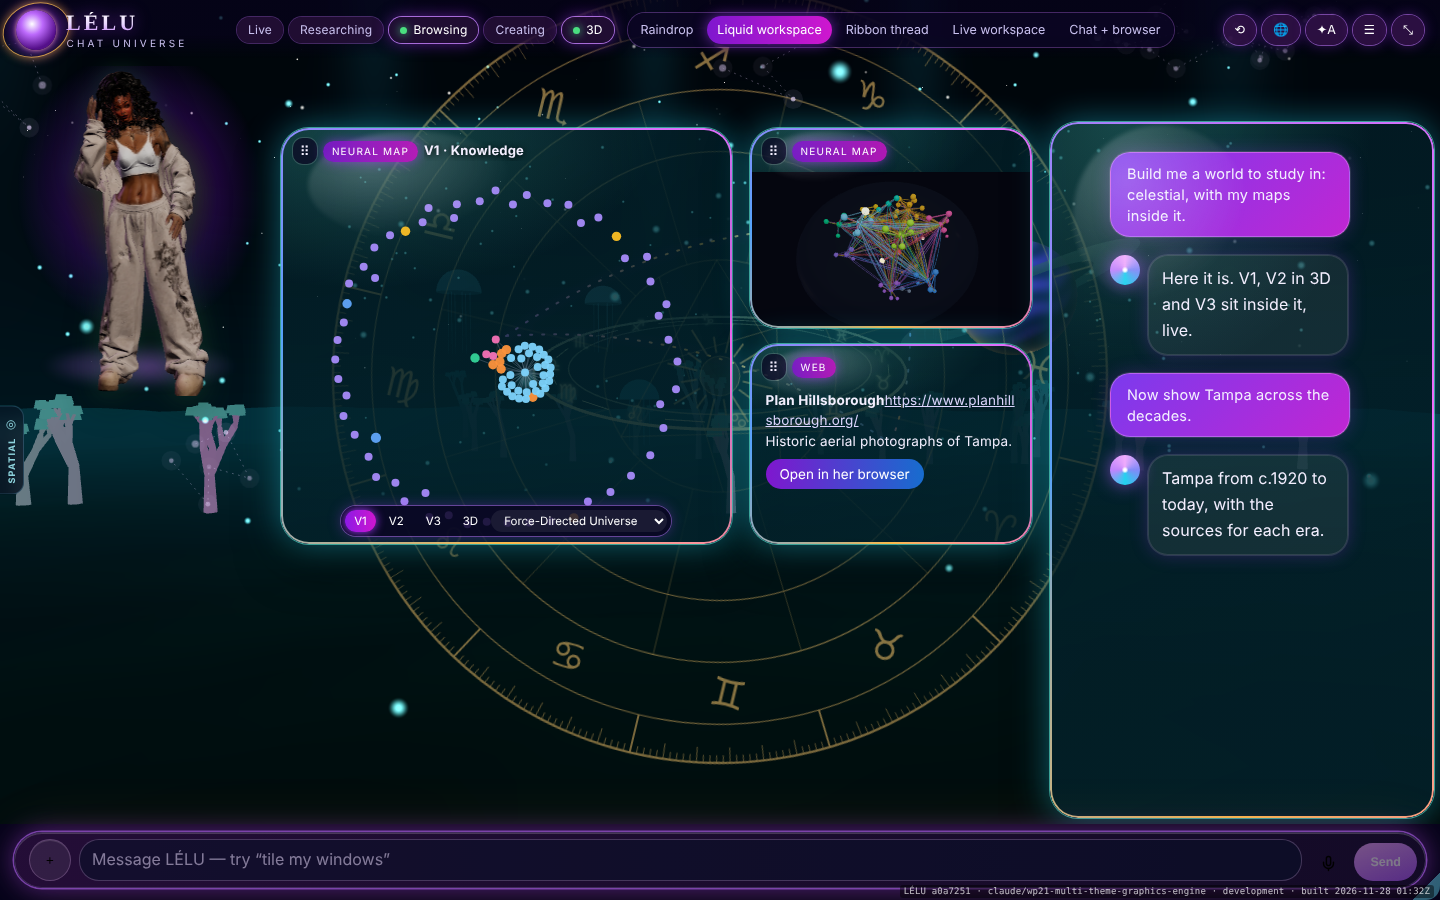 LÉLU
CHAT UNIVERSE
Live
Researching
Browsing
Creating
3D
Raindrop
Liquid workspace
Ribbon thread
Live workspace
Chat + browser
✦A
NEURAL MAP
V1 · Knowledge
NEURAL MAP
WEB
Plan Hillsboroughhttps://www.planhill
sborough.org/
Historic aerial photographs of Tampa.
Open in her browser
V1
V2
V3
3D
Force-Directed Universe
SPATIAL
Build me a world to study in:
celestial, with my maps
inside it.
Here it is. V1, V2 in 3D
and V3 sit inside it,
live.
Now show Tampa across the
decades.
Tampa from c.1920 to
today, with the
sources for each era.
+
Message LÉLU — try “tile my windows”
Send
LÉLU a0a7251 · claude/wp21-multi-theme-graphics-engine · development · built 2026-11-28 01:32Z